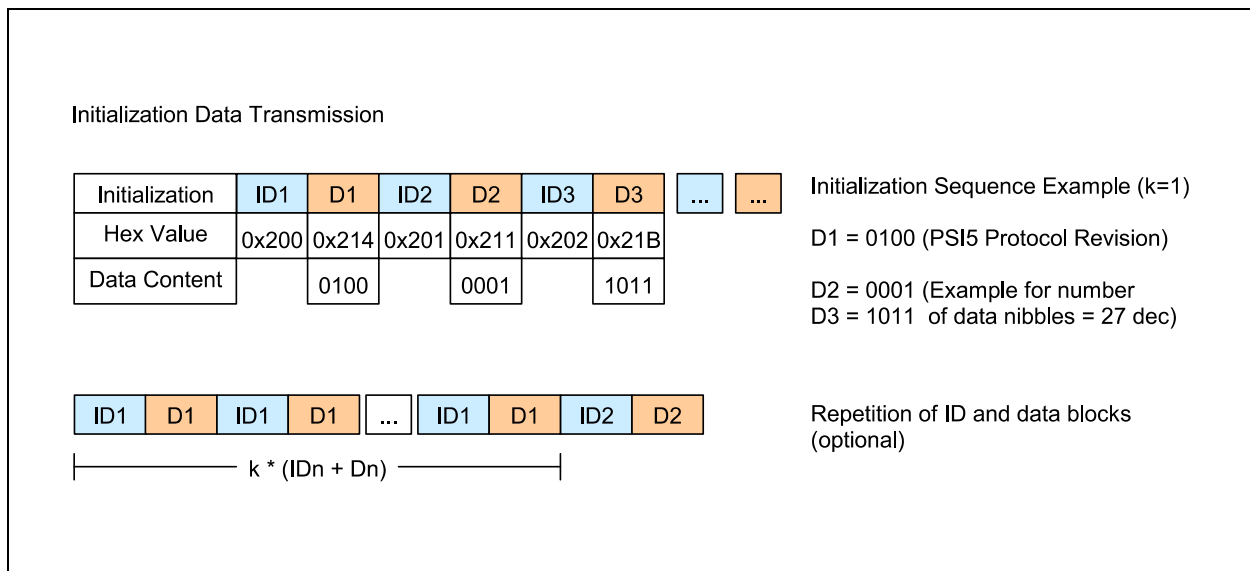 Initialization Data Transmission
Initialization ID1 D1 ID2 D2 ID3 D3 ... ...
Hex Value 0x200 0x214 0x201 0x211 0x202 0x21B
Data Content 0100 0001 1011
Initialization Sequence Example (k=1)
D1 = 0100 (PSI5 Protocol Revision)
D2 = 0001 (Example for number
D3 = 1011 of data nibbles = 27 dec)
ID1 D1 ID1 D1 ... ID1 D1 ID2 D2
k * (IDn + Dn)
Repetition of ID and data blocks
(optional)